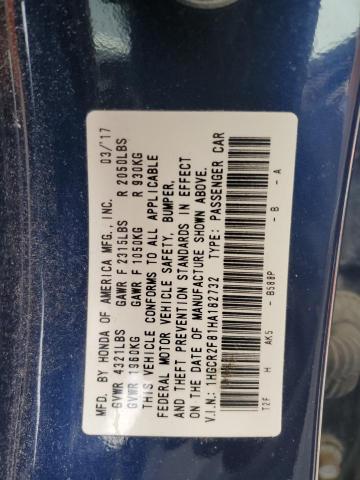 MFD. BY HONDA OF AMERICA MFG., INC. 03/'17
GVWR 4321LBS GAWR F 2315LBS R 2050LBS
GVWR 1960KG GAWR F 1050KG R 930KG
THIS VEHICLE CONFORMS TO ALL APPLICABLE
FEDERAL MOTOR VEHICLE SAFETY, BUMPER,
AND THEFT PREVENTION STANDARDS IN EFFECT
ON THE DATE OF MANUFACTURE SHOWN ABOVE.
V.I.N.: 1HGCR2F81HA182732 TYPE: PASSENGER CAR
T2F H AK5 - B588P - B - A